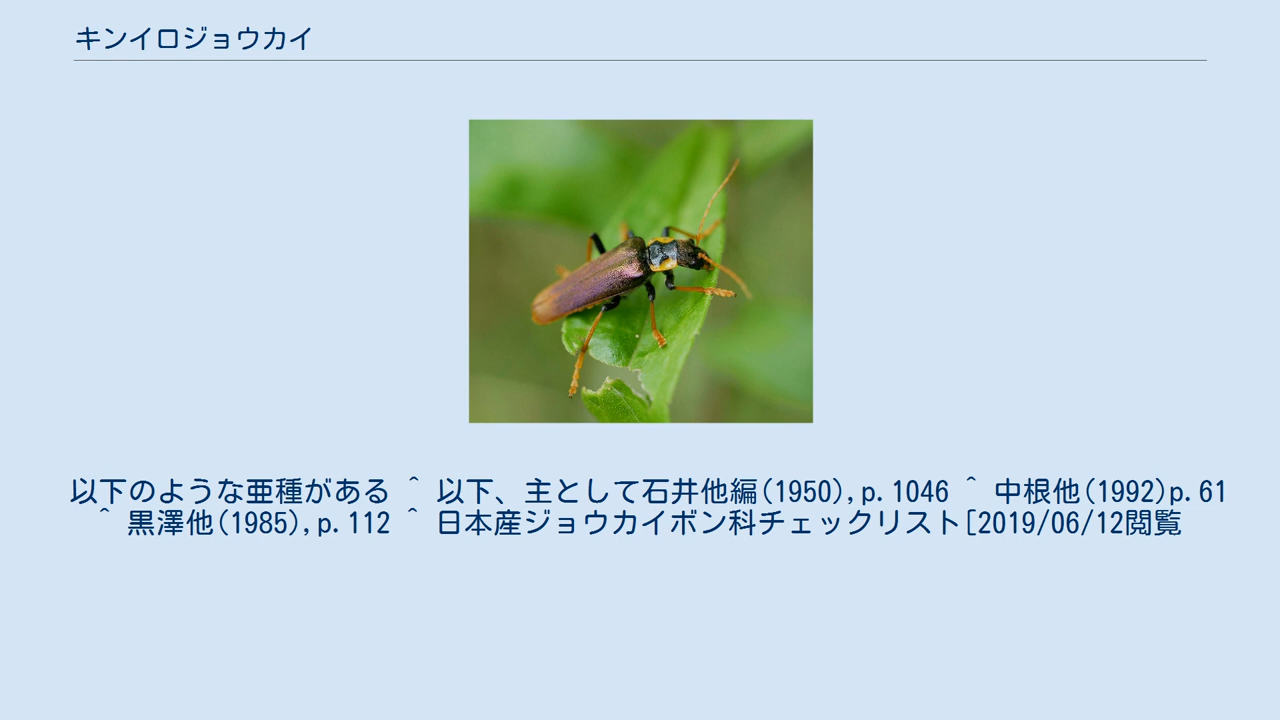 キンイロジョウカイ
以下のような亜種がある ^ 以下、主として石井他編(1950),p.1046 ^ 中根他(1992)p.61
^ 黒澤他(1985),p.112 ^ 日本産ジョウカイボン科チェックリスト[2019/06/12閲覧